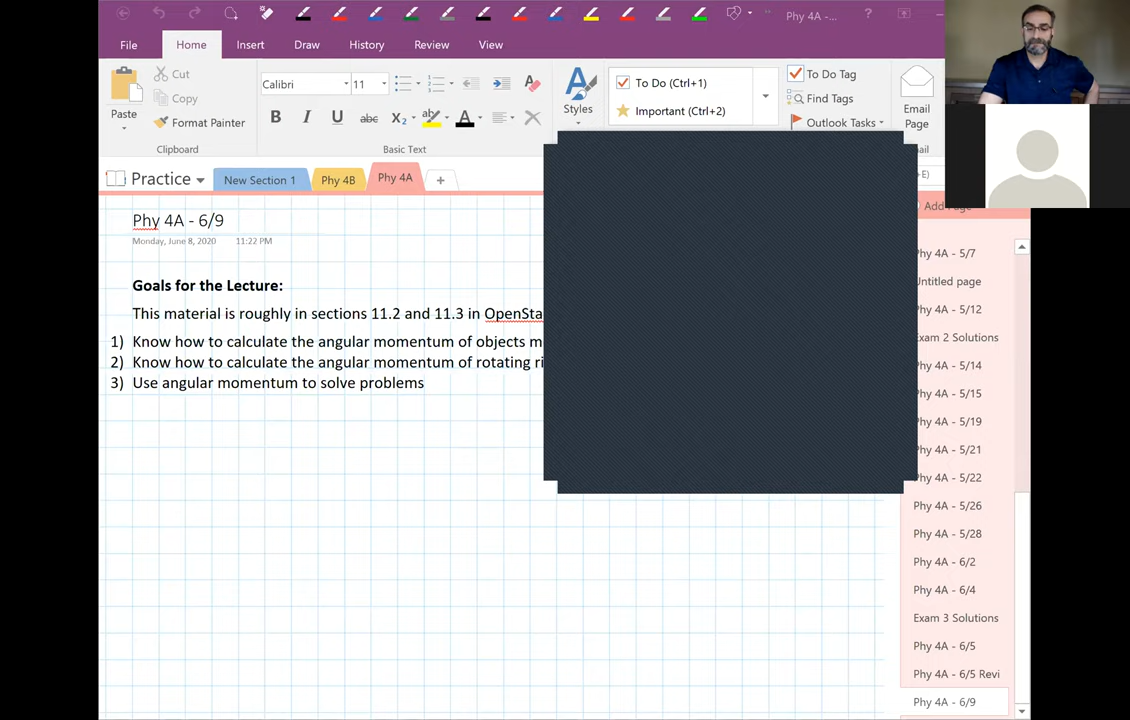 Phy 4A -...
?
File Home Insert Draw History Review View
Paste
Cut
Copy
Format Painter
Clipboard
Calibri 11
B I U abc X₂ ab A
Basic Text
Styles
To Do (Ctrl+1)
Important (Ctrl+2)
To Do Tag
Find Tags
Outlook Tasks
Email
Page
Practice
New Section 1
Phy 4B
Phy 4A
+
+E)
Add Page
Phy 4A - 6/9
Monday, June 8, 2020 11:22 PM
Goals for the Lecture:
This material is roughly in sections 11.2 and 11.3 in OpenSta
1) Know how to calculate the angular momentum of objects m
2) Know how to calculate the angular momentum of rotating ri
3) Use angular momentum to solve problems
Phy 4A - 5/7
Untitled page
Phy 4A - 5/12
Exam 2 Solutions
Phy 4A - 5/14
Phy 4A - 5/15
Phy 4A - 5/19
Phy 4A - 5/21
Phy 4A - 5/22
Phy 4A - 5/26
Phy 4A - 5/28
Phy 4A - 6/2
Phy 4A - 6/4
Exam 3 Solutions
Phy 4A - 6/5
Phy 4A - 6/5 Revi
Phy 4A - 6/9